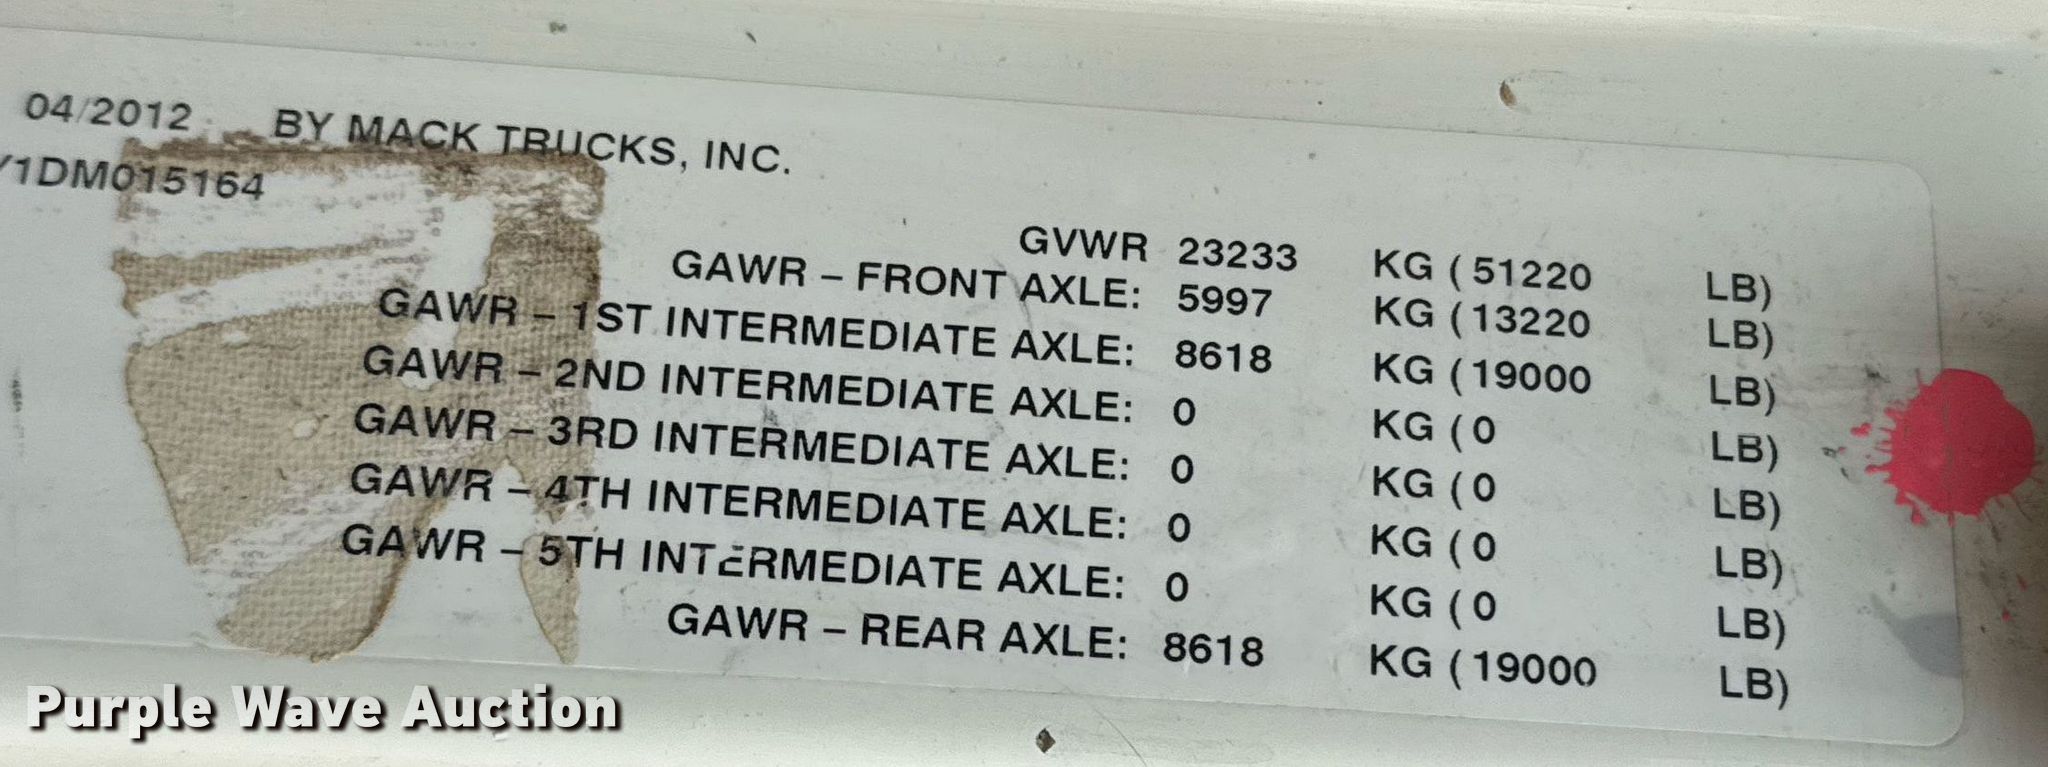 04/2012 BY MACK TRUCKS, INC.
Y1DM015164
GVWR 23233 KG (51220 LB)
GAWR – FRONT AXLE: 5997 KG (13220 LB)
GAWR – 1ST INTERMEDIATE AXLE: 8618 KG (19000 LB)
GAWR – 2ND INTERMEDIATE AXLE: 0 KG (0 LB)
GAWR – 3RD INTERMEDIATE AXLE: 0 KG (0 LB)
GAWR – 4TH INTERMEDIATE AXLE: 0 KG (0 LB)
GAWR – 5TH INTERMEDIATE AXLE: 0 KG (0 LB)
GAWR – REAR AXLE: 8618 KG (19000 LB)
Purple Wave Auction